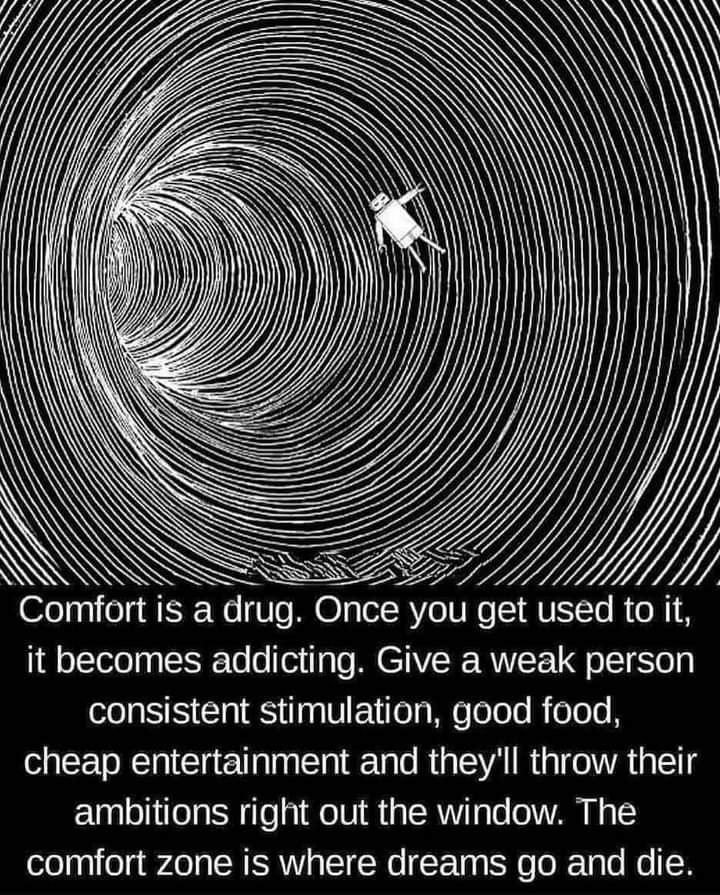 Comfort is a drug. Once you get used to it,
it becomes addicting. Give a weak person
consistent stimulation, good food,
cheap entertainment and they'll throw their
ambitions right out the window. The
comfort zone is where dreams go and die.